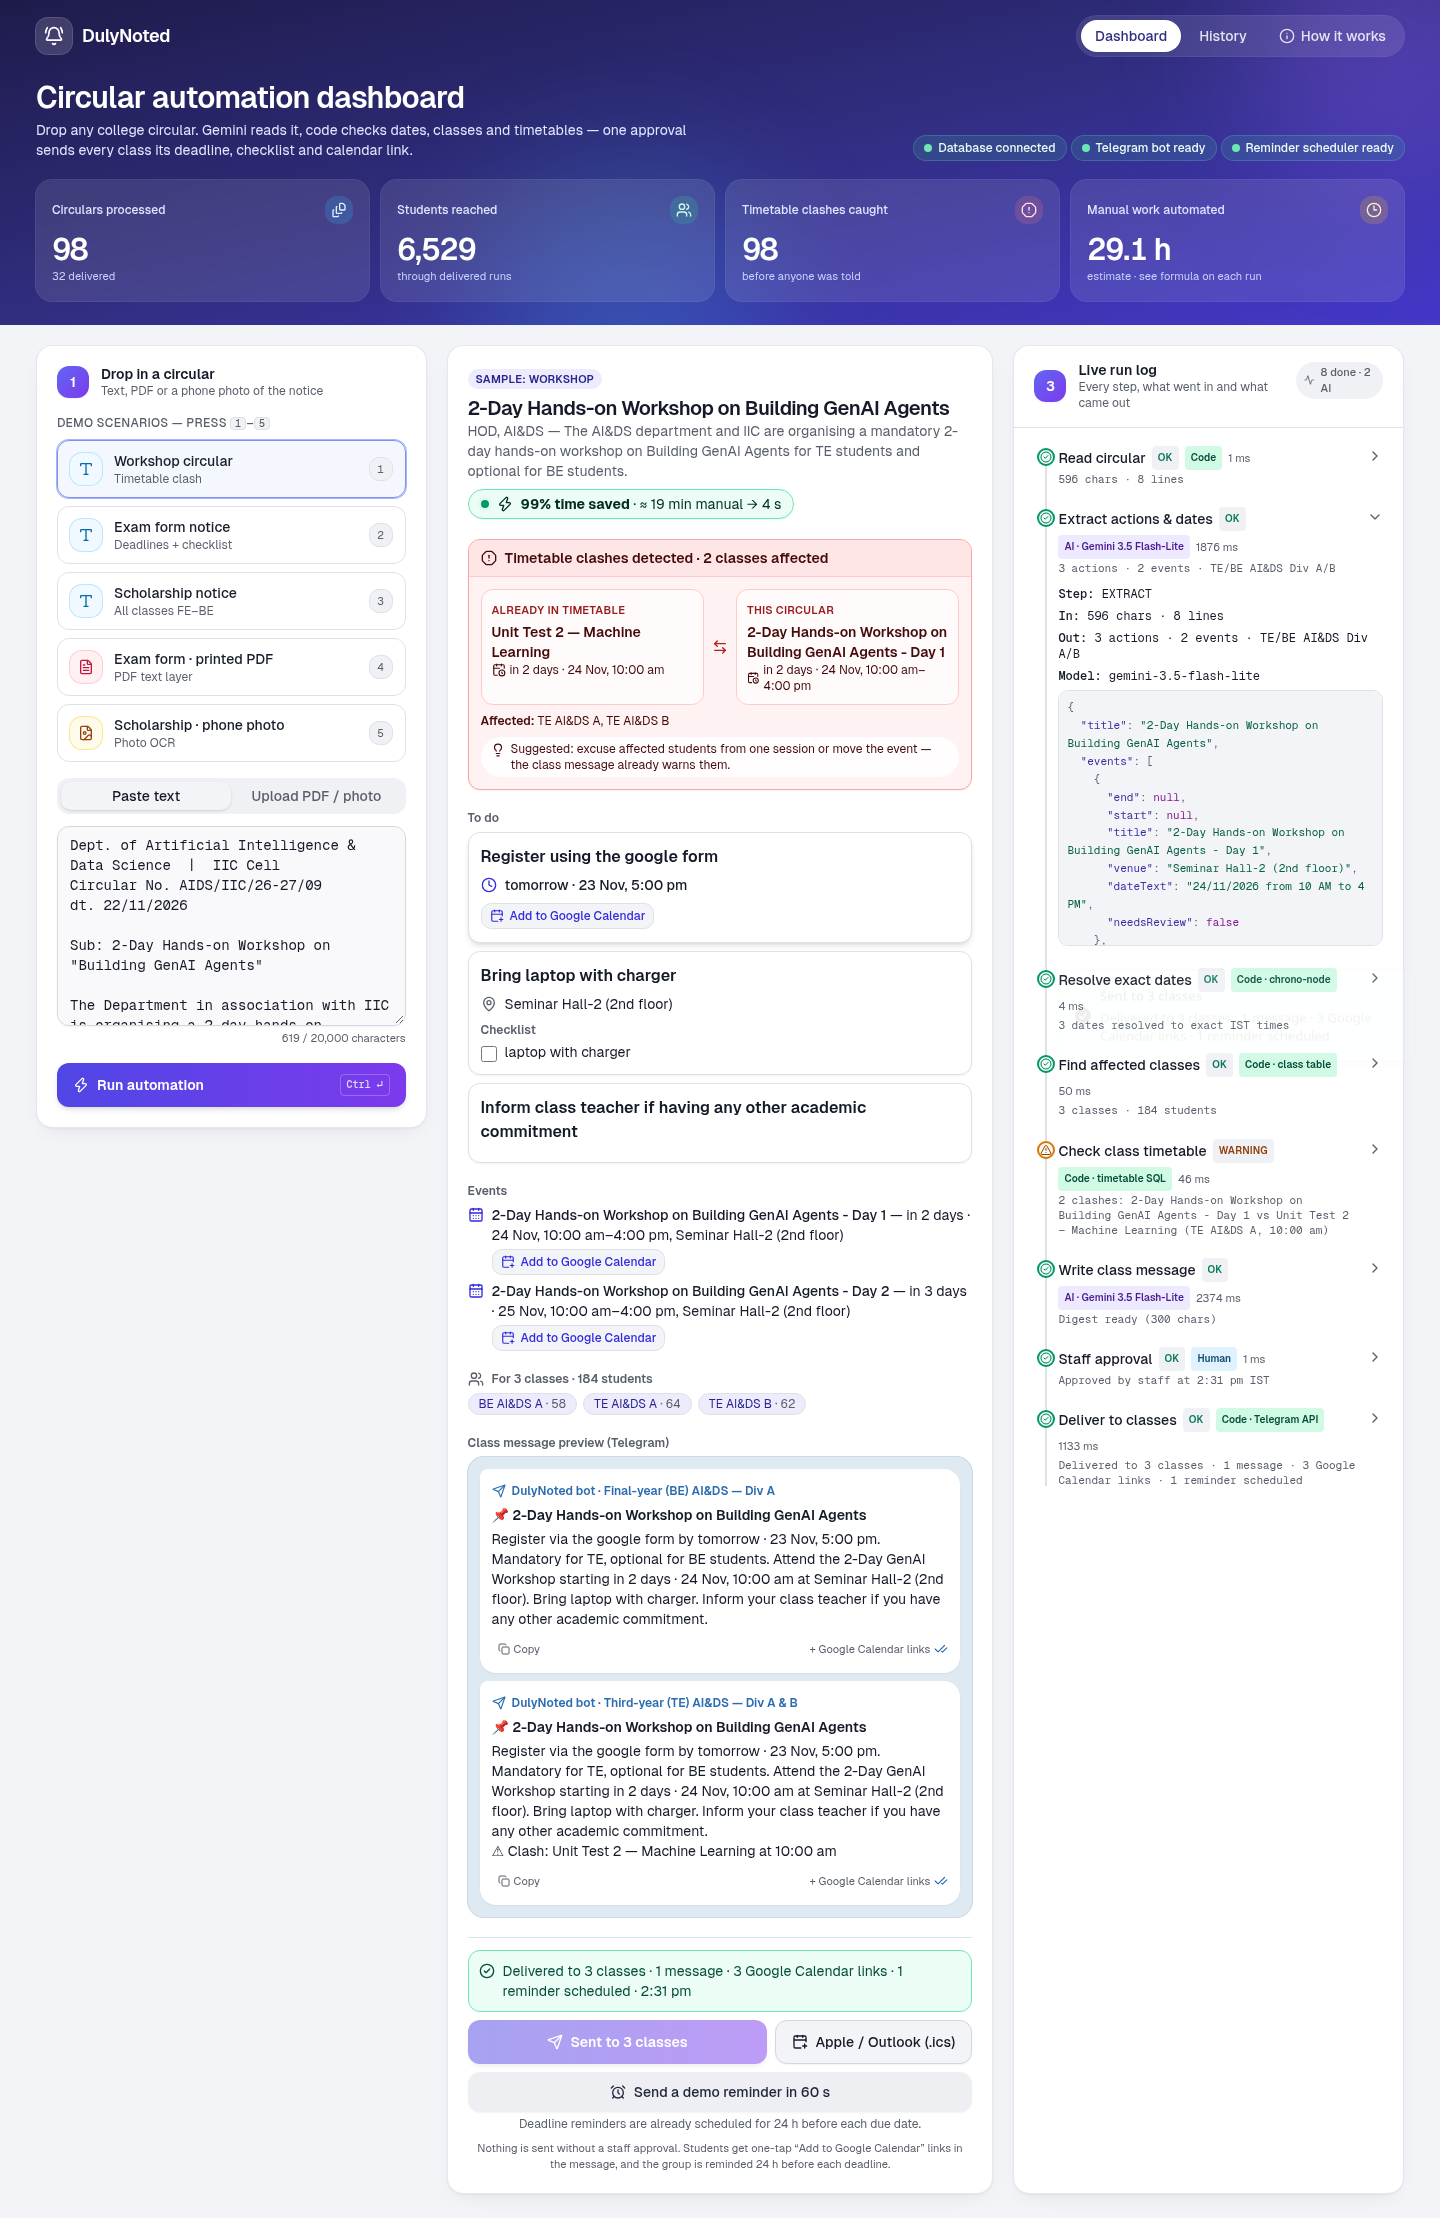 DulyNoted
Dashboard
History
How it works
Circular automation dashboard
Drop any college circular. Gemini reads it, code checks dates, classes and timetables — one approval
sends every class its deadline, checklist and calendar link.
Database connected
Telegram bot ready
Reminder scheduler ready
Circulars processed
98
32 delivered
Students reached
6,529
through delivered runs
Timetable clashes caught
98
before anyone was told
Manual work automated
29.1 h
estimate · see formula on each run
1
Drop in a circular
Text, PDF or a phone photo of the notice
DEMO SCENARIOS — PRESS 1–5
Workshop circular
Timetable clash
1
Exam form notice
Deadlines + checklist
2
Scholarship notice
All classes FE–BE
3
Exam form · printed PDF
PDF text layer
4
Scholarship · phone photo
Photo OCR
5
Paste text
Upload PDF / photo
Dept. of Artificial Intelligence &
Data Science | IIC Cell
Circular No. AIDS/IIC/26-27/09
dt. 22/11/2026
Sub: 2-Day Hands-on Workshop on
"Building GenAI Agents"
The Department in association with IIC
is organising a 2 day hands on
619 / 20,000 characters
Run automation
Ctrl ↵
SAMPLE: WORKSHOP
2-Day Hands-on Workshop on Building GenAI Agents
HOD, AI&DS — The AI&DS department and IIC are organising a mandatory 2-
day hands-on workshop on Building GenAI Agents for TE students and
optional for BE students.
99% time saved · ≈ 19 min manual → 4 s
Timetable clashes detected · 2 classes affected
ALREADY IN TIMETABLE
Unit Test 2 — Machine
Learning
in 2 days · 24 Nov, 10:00 am
THIS CIRCULAR
2-Day Hands-on Workshop on
Building GenAI Agents - Day 1
in 2 days · 24 Nov, 10:00 am–
4:00 pm
Affected: TE AI&DS A, TE AI&DS B
Suggested: excuse affected students from one session or move the event —
the class message already warns them.
To do
Register using the google form
tomorrow · 23 Nov, 5:00 pm
Add to Google Calendar
Bring laptop with charger
Seminar Hall-2 (2nd floor)
Checklist
laptop with charger
Inform class teacher if having any other academic
commitment
Events
2-Day Hands-on Workshop on Building GenAI Agents - Day 1 — in 2 days ·
24 Nov, 10:00 am–4:00 pm, Seminar Hall-2 (2nd floor)
Add to Google Calendar
2-Day Hands-on Workshop on Building GenAI Agents - Day 2 — in 3 days
· 25 Nov, 10:00 am–4:00 pm, Seminar Hall-2 (2nd floor)
Add to Google Calendar
For 3 classes · 184 students
BE AI&DS A · 58
TE AI&DS A · 64
TE AI&DS B · 62
Class message preview (Telegram)
DulyNoted bot · Final-year (BE) AI&DS — Div A
📌 2-Day Hands-on Workshop on Building GenAI Agents
Register via the google form by tomorrow · 23 Nov, 5:00 pm.
Mandatory for TE, optional for BE students. Attend the 2-Day GenAI
Workshop starting in 2 days · 24 Nov, 10:00 am at Seminar Hall-2 (2nd
floor). Bring laptop with charger. Inform your class teacher if you have
any other academic commitment.
Copy
+ Google Calendar links
DulyNoted bot · Third-year (TE) AI&DS — Div A & B
📌 2-Day Hands-on Workshop on Building GenAI Agents
Register via the google form by tomorrow · 23 Nov, 5:00 pm.
Mandatory for TE, optional for BE students. Attend the 2-Day GenAI
Workshop starting in 2 days · 24 Nov, 10:00 am at Seminar Hall-2 (2nd
floor). Bring laptop with charger. Inform your class teacher if you have
any other academic commitment.
⚠ Clash: Unit Test 2 — Machine Learning at 10:00 am
Copy
+ Google Calendar links
Delivered to 3 classes · 1 message · 3 Google Calendar links · 1
reminder scheduled · 2:31 pm
Sent to 3 classes
Apple / Outlook (.ics)
Send a demo reminder in 60 s
Deadline reminders are already scheduled for 24 h before each due date.
Nothing is sent without a staff approval. Students get one-tap “Add to Google Calendar” links in
the message, and the group is reminded 24 h before each deadline.
3
Live run log
Every step, what went in and what
came out
8 done · 2
AI
Read circular OK Code 1 ms
596 chars · 8 lines
Extract actions & dates OK
AI · Gemini 3.5 Flash-Lite 1876 ms
3 actions · 2 events · TE/BE AI&DS Div A/B
Step: EXTRACT
In: 596 chars · 8 lines
Out: 3 actions · 2 events · TE/BE AI&DS Div
A/B
Model: gemini-3.5-flash-lite
{
"title": "2-Day Hands-on Workshop on
Building GenAI Agents",
"events": [
{
"end": null,
"start": null,
"title": "2-Day Hands-on Workshop on
Building GenAI Agents - Day 1",
"venue": "Seminar Hall-2 (2nd floor)",
"dateText": "24/11/2026 from 10 AM to 4
PM",
"needsReview": false
},
Resolve exact dates OK Code · chrono-node
4 ms
3 dates resolved to exact IST times
Sent to 3 classes
Delivered to 3 classes · 1 message · 3 Google
Calendar links · 1 reminder scheduled
Find affected classes OK Code · class table
50 ms
3 classes · 184 students
Check class timetable WARNING
Code · timetable SQL 46 ms
2 clashes: 2-Day Hands-on Workshop on
Building GenAI Agents - Day 1 vs Unit Test 2
— Machine Learning (TE AI&DS A, 10:00 am)
Write class message OK
AI · Gemini 3.5 Flash-Lite 2374 ms
Digest ready (300 chars)
Staff approval OK Human 1 ms
Approved by staff at 2:31 pm IST
Deliver to classes OK Code · Telegram API
1133 ms
Delivered to 3 classes · 1 message · 3 Google
Calendar links · 1 reminder scheduled